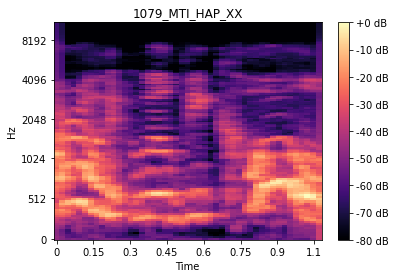 1079_MTI_HAP_XX
8192
4096
2048
1024
512
0
Hz
0
0.15
0.3
0.45
0.6
0.75
0.9
1.1
Time
+0 dB
-10 dB
-20 dB
-30 dB
-40 dB
-50 dB
-60 dB
-70 dB
-80 dB